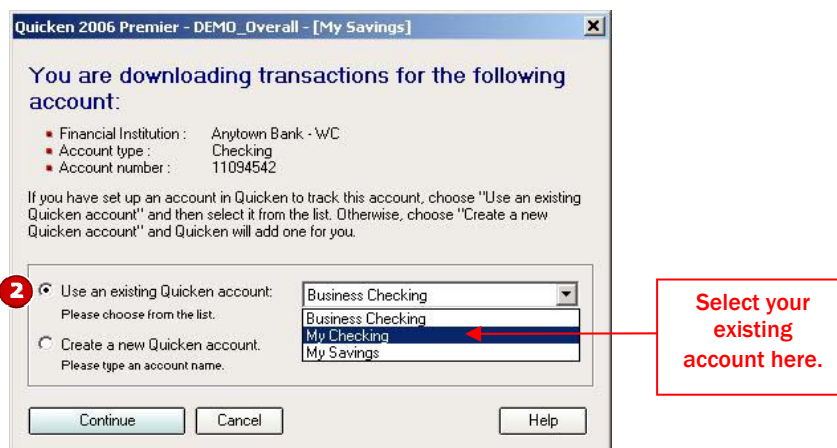 Quicken 2006 Premier - DEMO_Overall - [My Savings]
You are downloading transactions for the following
account:
Financial Institution : Anytown Bank - WC
Account type : Checking
Account number : 11094542
If you have set up an account in Quicken to track this account, choose "Use an existing
Quicken account" and then select it from the list. Otherwise, choose "Create a new
Quicken account" and Quicken will add one for you.
2
Use an existing Quicken account: Business Checking
Please choose from the list.
Business Checking
My Checking
My Savings
Create a new Quicken account.
Please type an account name.
Select your
existing
account here.
Continue Cancel Help